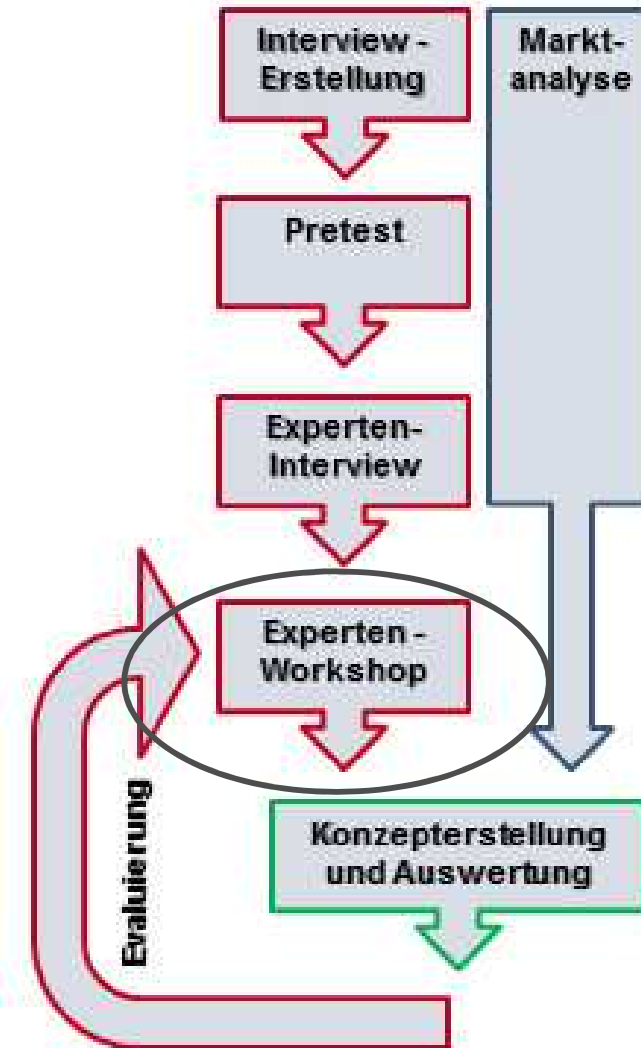 Interview -
Erstellung
Markt-
analyse
Pretest
Experten-
Interview
Experten -
Workshop
Konzepterstellung
und Auswertung
Evaluierung